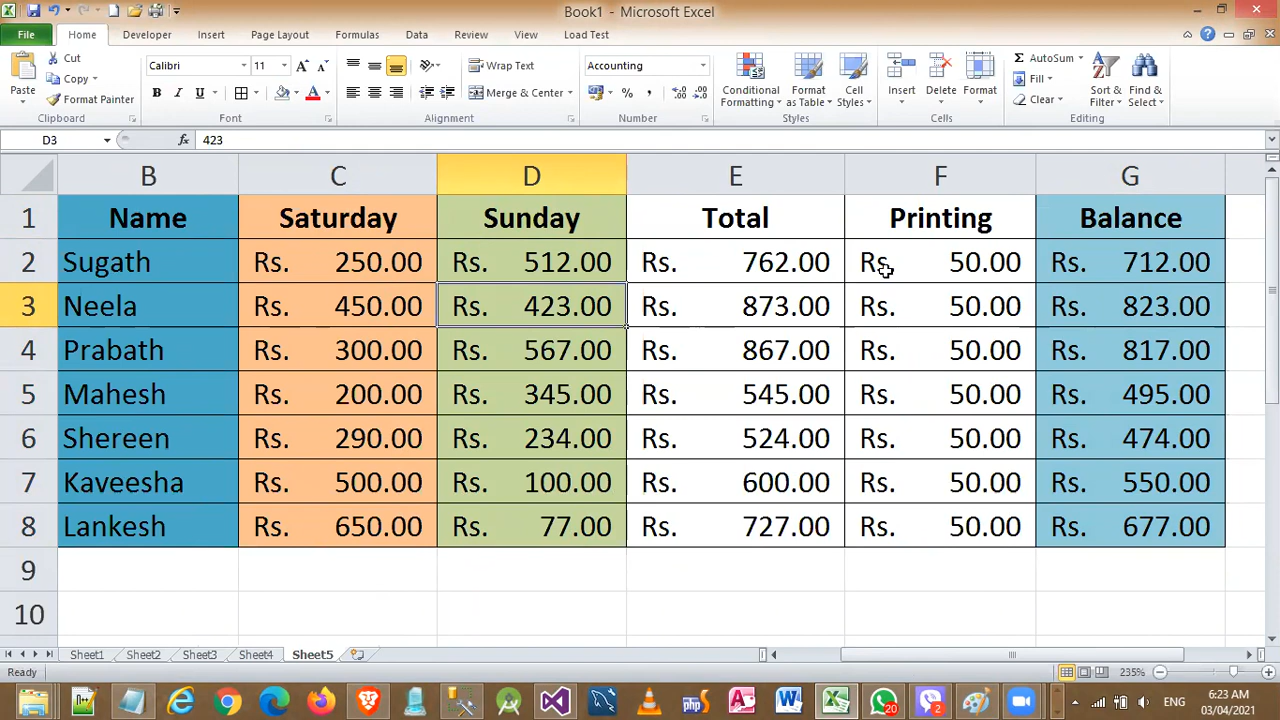 Book1 - Microsoft Excel
File Home Developer Insert Page Layout Formulas Data Review View Load Test
Cut
Copy
Format Painter
Paste
Clipboard
Calibri 11
B I U
Font
Wrap Text
Merge & Center
Alignment
Accounting
% ,
Number
Conditional Formatting
Format as Table
Cell Styles
Styles
Insert Delete Format
Cells
Σ AutoSum
Fill
Clear
Sort & Filter
Find & Select
Editing
D3 fx 423
B C D E F G
1 Name Saturday Sunday Total Printing Balance
2 Sugath Rs. 250.00 Rs. 512.00 Rs. 762.00 Rs. 50.00 Rs. 712.00
3 Neela Rs. 450.00 Rs. 423.00 Rs. 873.00 Rs. 50.00 Rs. 823.00
4 Prabath Rs. 300.00 Rs. 567.00 Rs. 867.00 Rs. 50.00 Rs. 817.00
5 Mahesh Rs. 200.00 Rs. 345.00 Rs. 545.00 Rs. 50.00 Rs. 495.00
6 Shereen Rs. 290.00 Rs. 234.00 Rs. 524.00 Rs. 50.00 Rs. 474.00
7 Kaveesha Rs. 500.00 Rs. 100.00 Rs. 600.00 Rs. 50.00 Rs. 550.00
8 Lankesh Rs. 650.00 Rs. 77.00 Rs. 727.00 Rs. 50.00 Rs. 677.00
9
10
Sheet1 Sheet2 Sheet3 Sheet4 Sheet5
Ready 235%
php
20
2
ENG
6:23 AM
03/04/2021